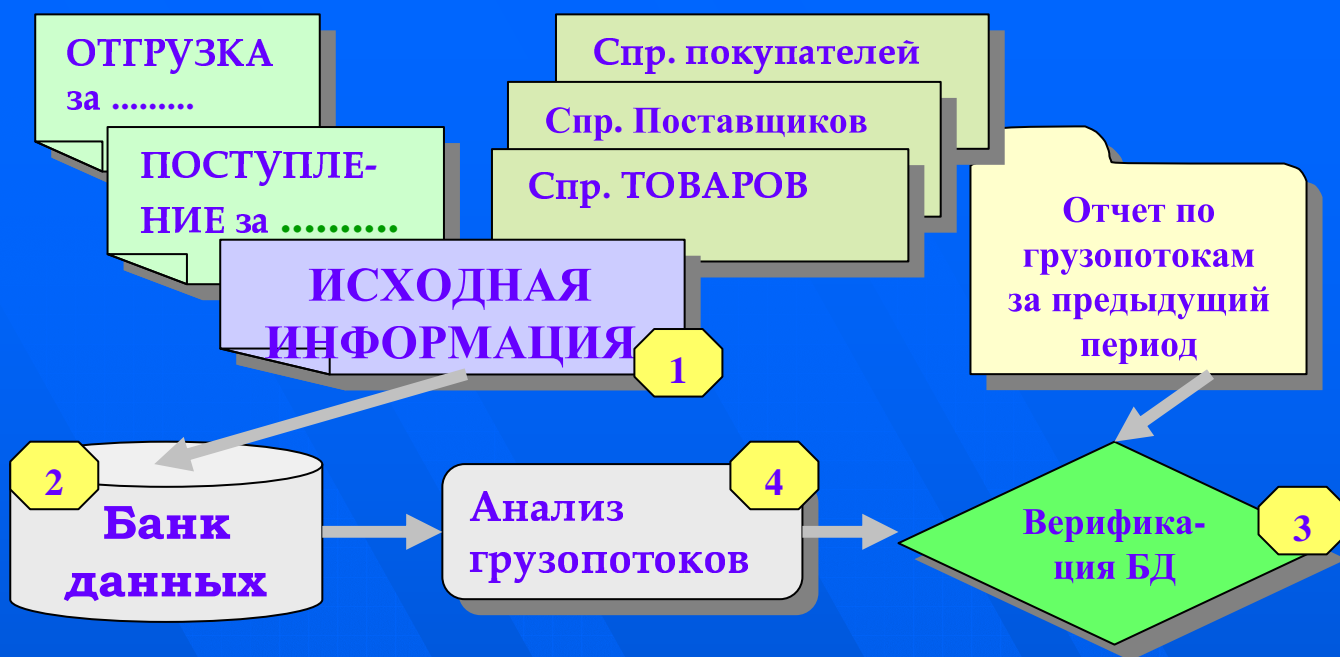 ОТГРУЗКА
за .........
ПОСТУПЛЕ-
НИЕ за ..........
Спр. покупателей
Спр. Поставщиков
Спр. ТОВАРОВ
ИСХОДНАЯ
ИНФОРМАЦИЯ
1
Отчет по
грузопотокам
за предыдущий
период
2
Банк
данных
4
Анализ
грузопотоков
3
Верифика-
ция БД